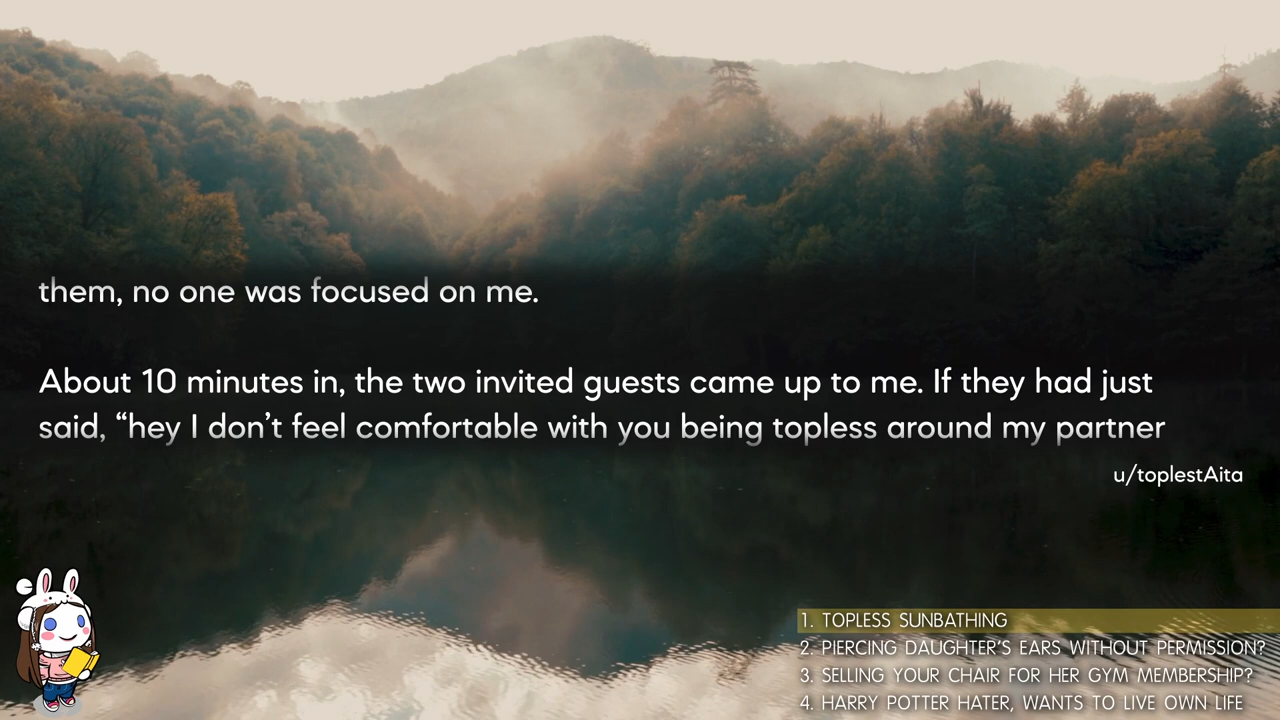 them, no one was focused on me.
About 10 minutes in, the two invited guests came up to me. If they had just
said, “hey I don’t feel comfortable with you being topless around my partner
u/toplestAita
1. TOPLESS SUNBATHING
2. PIERCING DAUGHTER'S EARS WITHOUT PERMISSION?
3. SELLING YOUR CHAIR FOR HER GYM MEMBERSHIP?
4. HARRY POTTER HATER, WANTS TO LIVE OWN LIFE